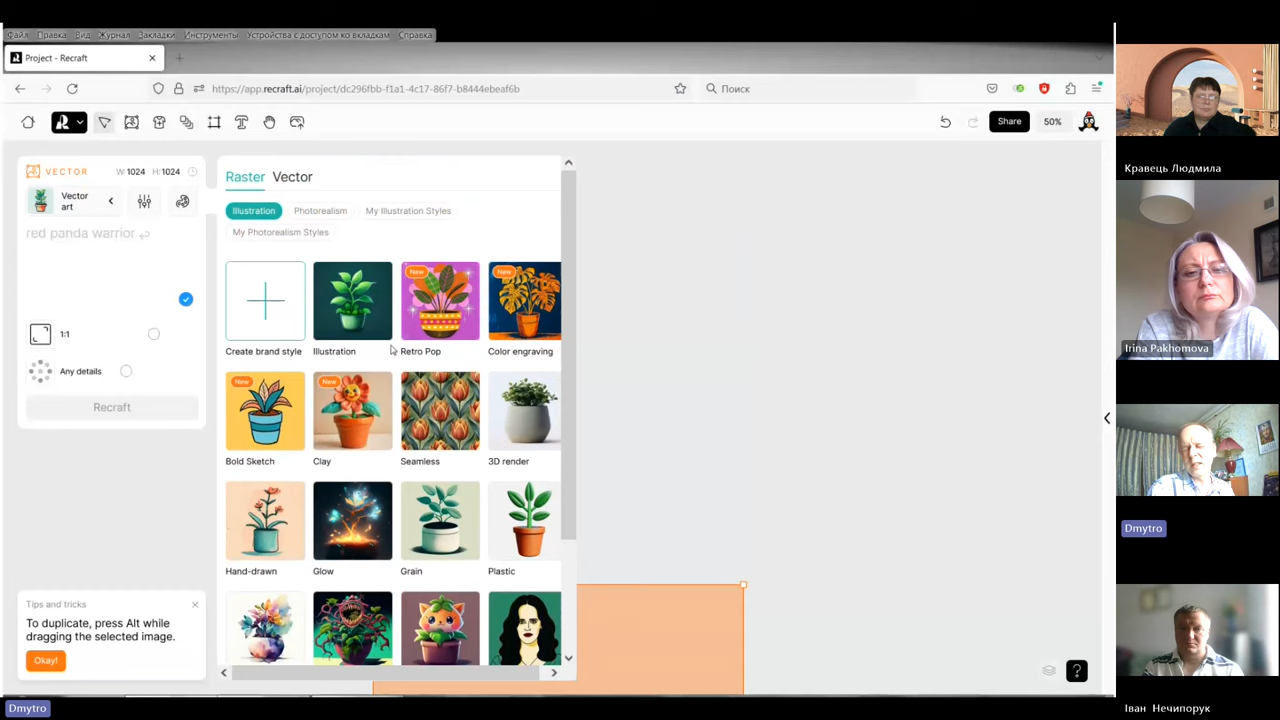 Файл Правка Вид Журнал Закладки Инструменты Устройства с доступом ко вкладкам Справка
Project - Recraft
https://app.recraft.ai/project/dc296fbb-f1a1-4c17-86f7-b8444ebeaf6b
Поиск
Share
50%
VECTOR W: 1024 H: 1024
Vector
art
red panda warrior
1:1
Any details
Recraft
Raster Vector
Illustration Photorealism My Illustration Styles
My Photorealism Styles
New New
Create brand style Illustration Retro Pop Color engraving
New New
Bold Sketch Clay Seamless 3D render
Hand-drawn Glow Grain Plastic
Tips and tricks
To duplicate, press Alt while
dragging the selected image.
Okay!
?
Кравець Людмила
Irina Pakhomova
Dmytro
Іван Нечипорук
Dmytro